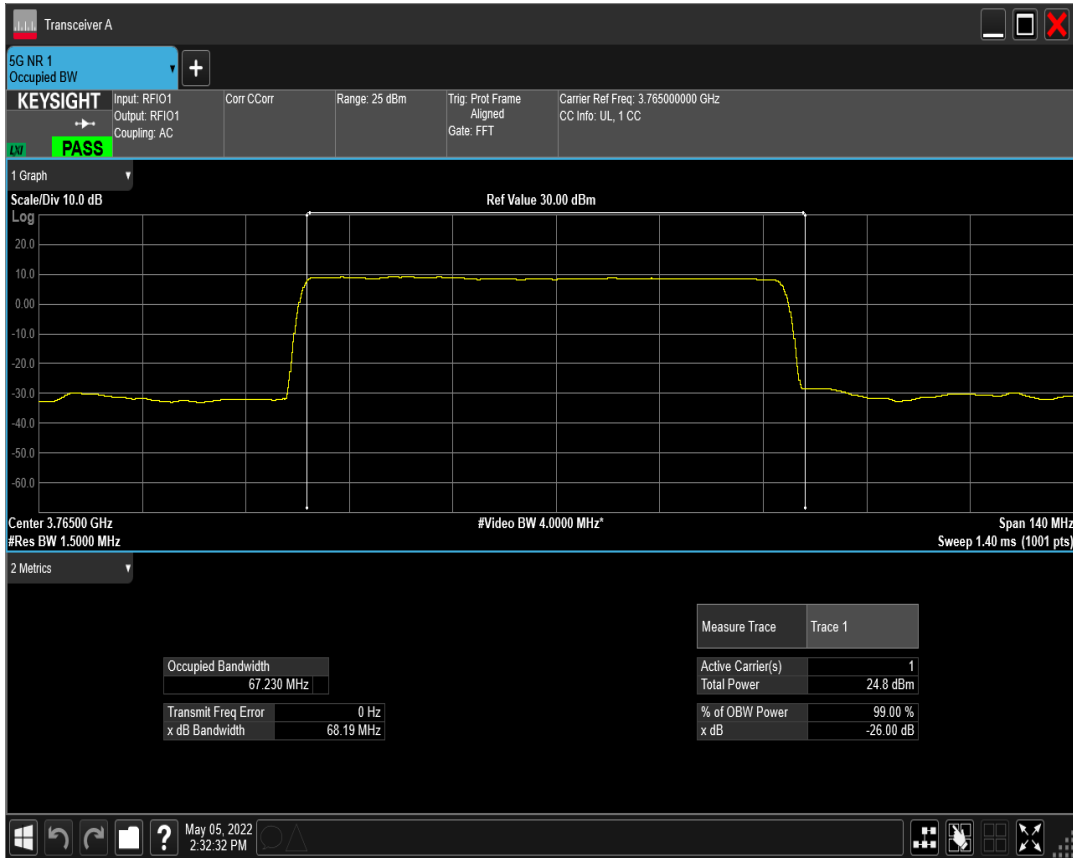 Transceiver A
5G NR 1
Occupied BW
KEYSIGHT
LXI
PASS
Input: RFIO1
Output: RFIO1
Coupling: AC
Corr CCorr
Range: 25 dBm
Trig: Prot Frame
Aligned
Gate: FFT
Carrier Ref Freq: 3.765000000 GHz
CC Info: UL, 1 CC
1 Graph
Scale/Div 10.0 dB
Ref Value 30.00 dBm
Log
20.0
10.0
0.00
-10.0
-20.0
-30.0
-40.0
-50.0
-60.0
Center 3.76500 GHz
#Video BW 4.0000 MHz*
Span 140 MHz
#Res BW 1.5000 MHz
Sweep 1.40 ms (1001 pts)
2 Metrics
Measure Trace Trace 1
Occupied Bandwidth
67.230 MHz
Active Carrier(s) 1
Total Power 24.8 dBm
Transmit Freq Error 0 Hz
x dB Bandwidth 68.19 MHz
% of OBW Power 99.00 %
x dB -26.00 dB
?
May 05, 2022
2:32:32 PM